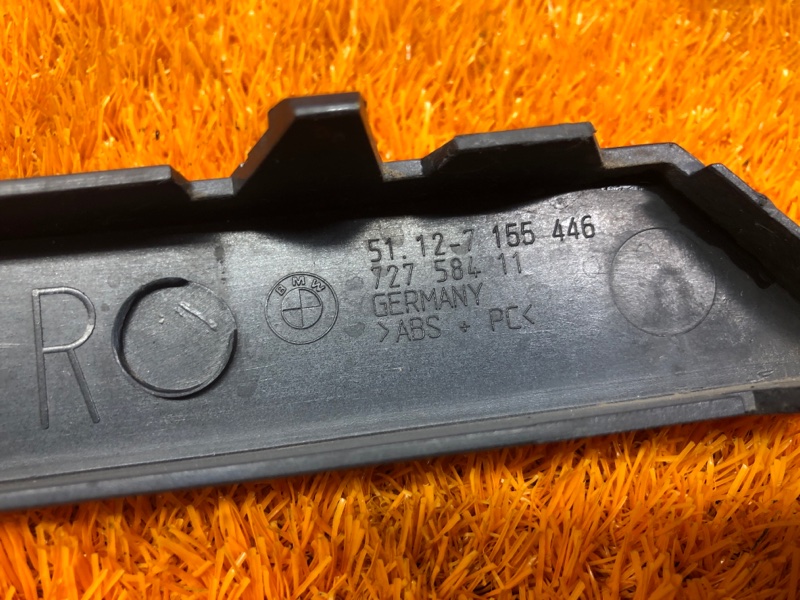 51.12-7 155 446
727 584 11
BMW
GERMANY
>ABS + PC<
R